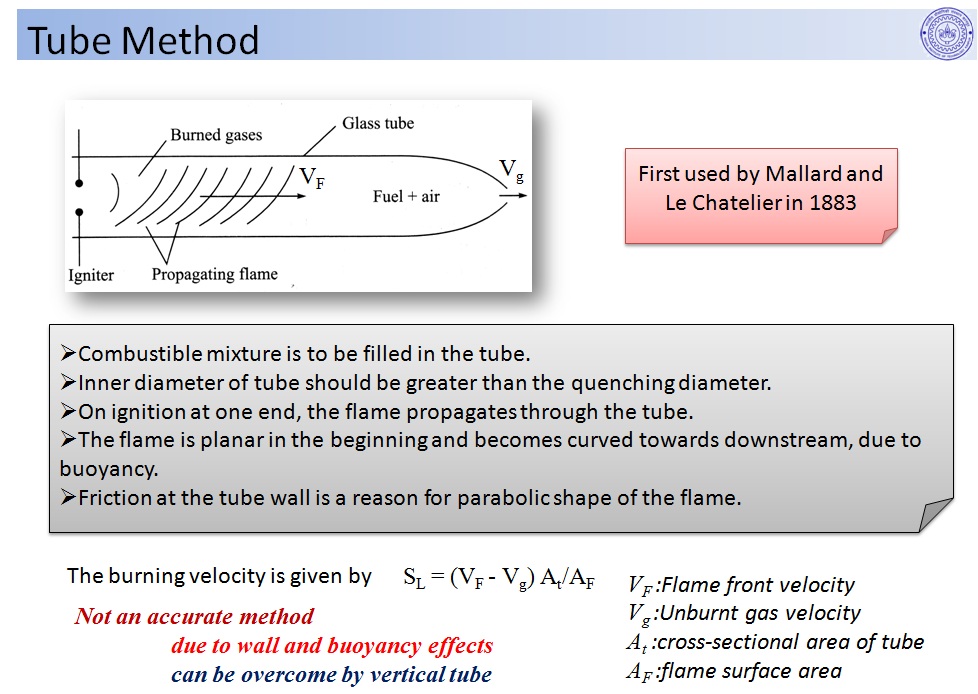 Tube Method
Burned gases
Glass tube
V_F
Fuel + air
V_g
Igniter
Propagating flame
First used by Mallard and
Le Chatelier in 1883
➢Combustible mixture is to be filled in the tube.
➢Inner diameter of tube should be greater than the quenching diameter.
➢On ignition at one end, the flame propagates through the tube.
➢The flame is planar in the beginning and becomes curved towards downstream, due to
buoyancy.
➢Friction at the tube wall is a reason for parabolic shape of the flame.
The burning velocity is given by S_L = (V_F - V_g) A_t/A_F
Not an accurate method
due to wall and buoyancy effects
can be overcome by vertical tube
V_F :Flame front velocity
V_g :Unburnt gas velocity
A_t :cross-sectional area of tube
A_F :flame surface area